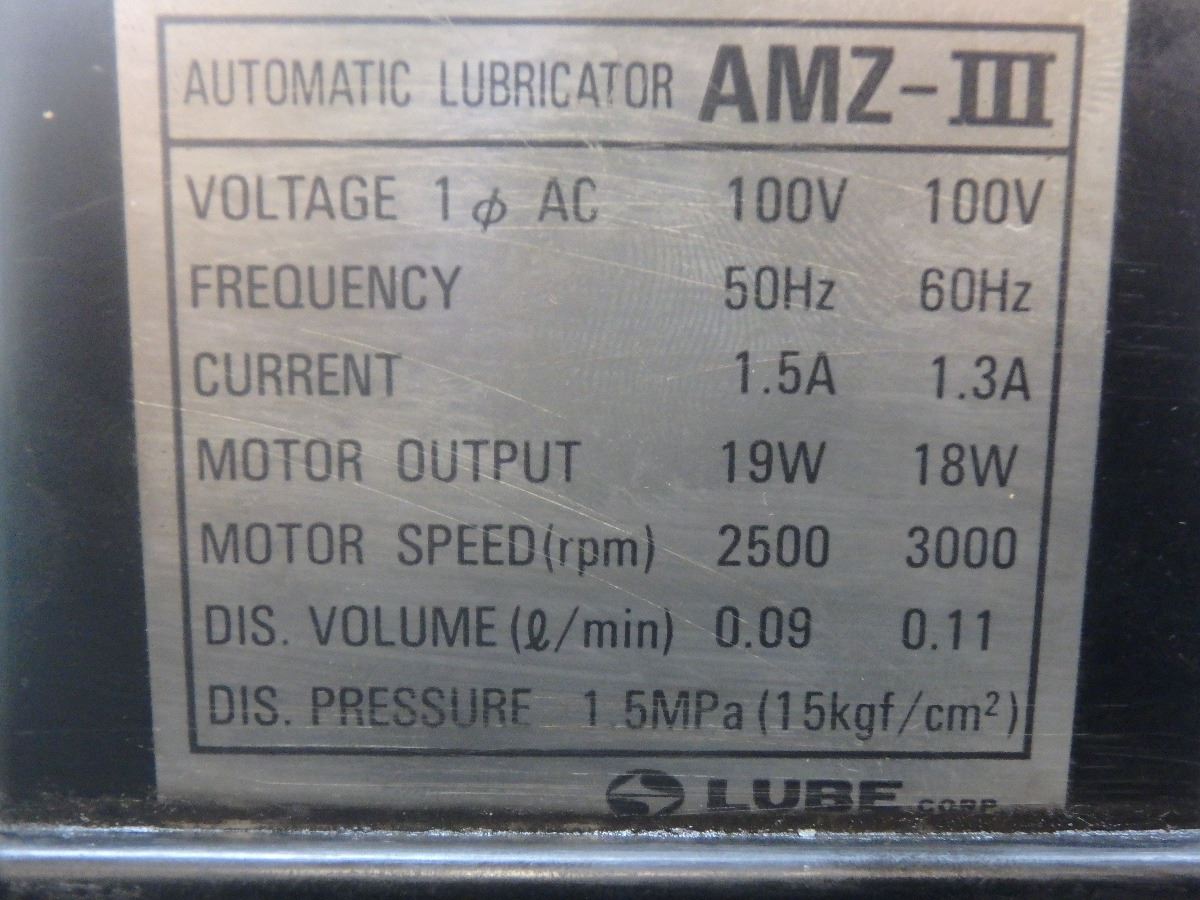 AUTOMATIC LUBRICATOR AMZ-III
VOLTAGE 1ϕ AC 100V 100V
FREQUENCY 50Hz 60Hz
CURRENT 1.5A 1.3A
MOTOR OUTPUT 19W 18W
MOTOR SPEED(rpm) 2500 3000
DIS. VOLUME(ℓ/min) 0.09 0.11
DIS. PRESSURE 1.5MPa(15kgf/cm²)
LUBE CORP